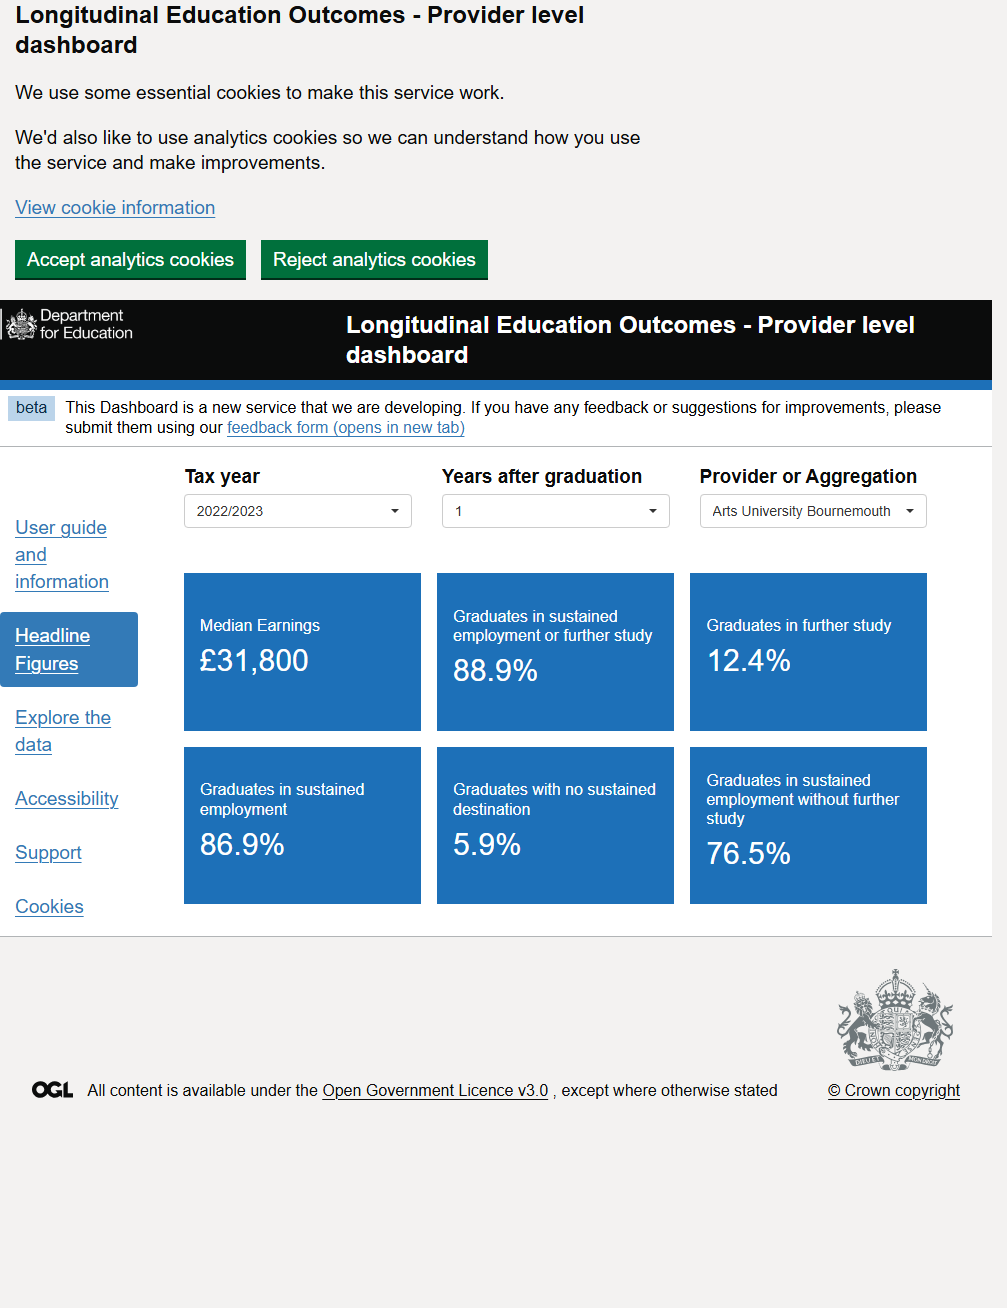 Longitudinal Education Outcomes - Provider level
dashboard
We use some essential cookies to make this service work.
We'd also like to use analytics cookies so we can understand how you use
the service and make improvements.
View cookie information
Accept analytics cookies
Reject analytics cookies
Department
for Education
Longitudinal Education Outcomes - Provider level
dashboard
beta
This Dashboard is a new service that we are developing. If you have any feedback or suggestions for improvements, please
submit them using our feedback form (opens in new tab)
User guide
and
information
Headline
Figures
Explore the
data
Accessibility
Support
Cookies
Tax year
2022/2023
Years after graduation
1
Provider or Aggregation
Arts University Bournemouth
Median Earnings
£31,800
Graduates in sustained
employment or further study
88.9%
Graduates in further study
12.4%
Graduates in sustained
employment
86.9%
Graduates with no sustained
destination
5.9%
Graduates in sustained
employment without further
study
76.5%
DIEU ET MON DROIT
OGL
All content is available under the Open Government Licence v3.0 , except where otherwise stated
© Crown copyright